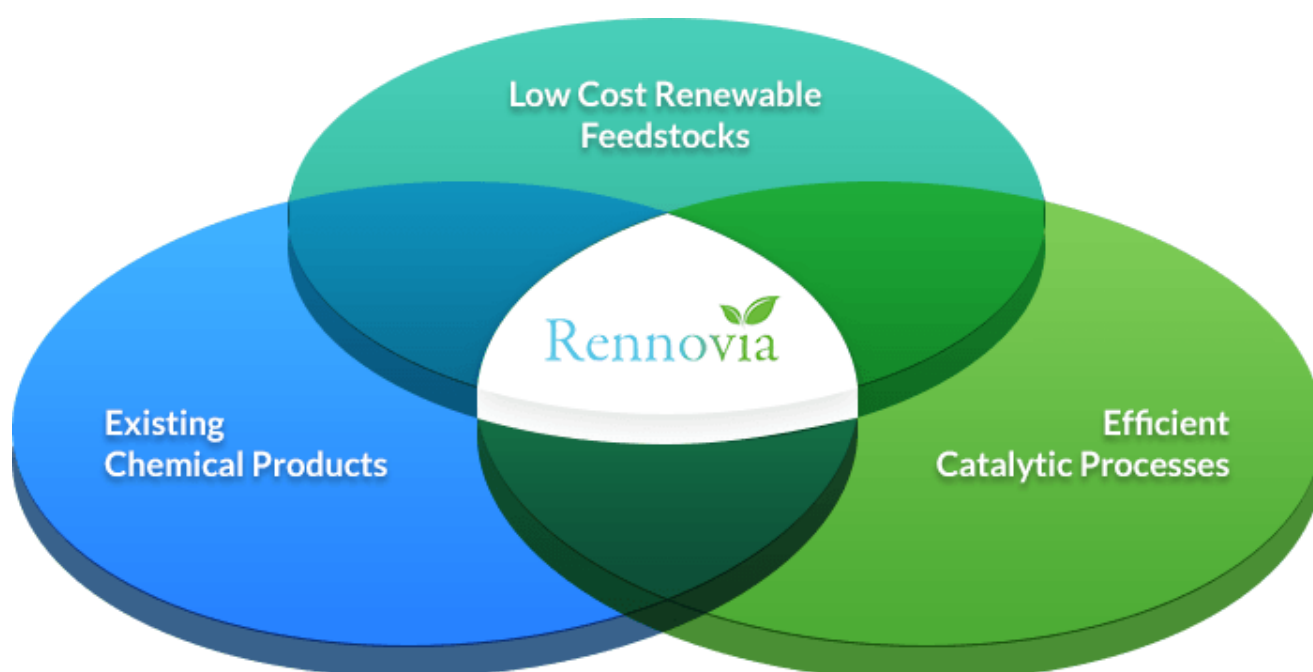 Low Cost Renewable
Feedstocks
Rennovia
Existing
Chemical Products
Efficient
Catalytic Processes